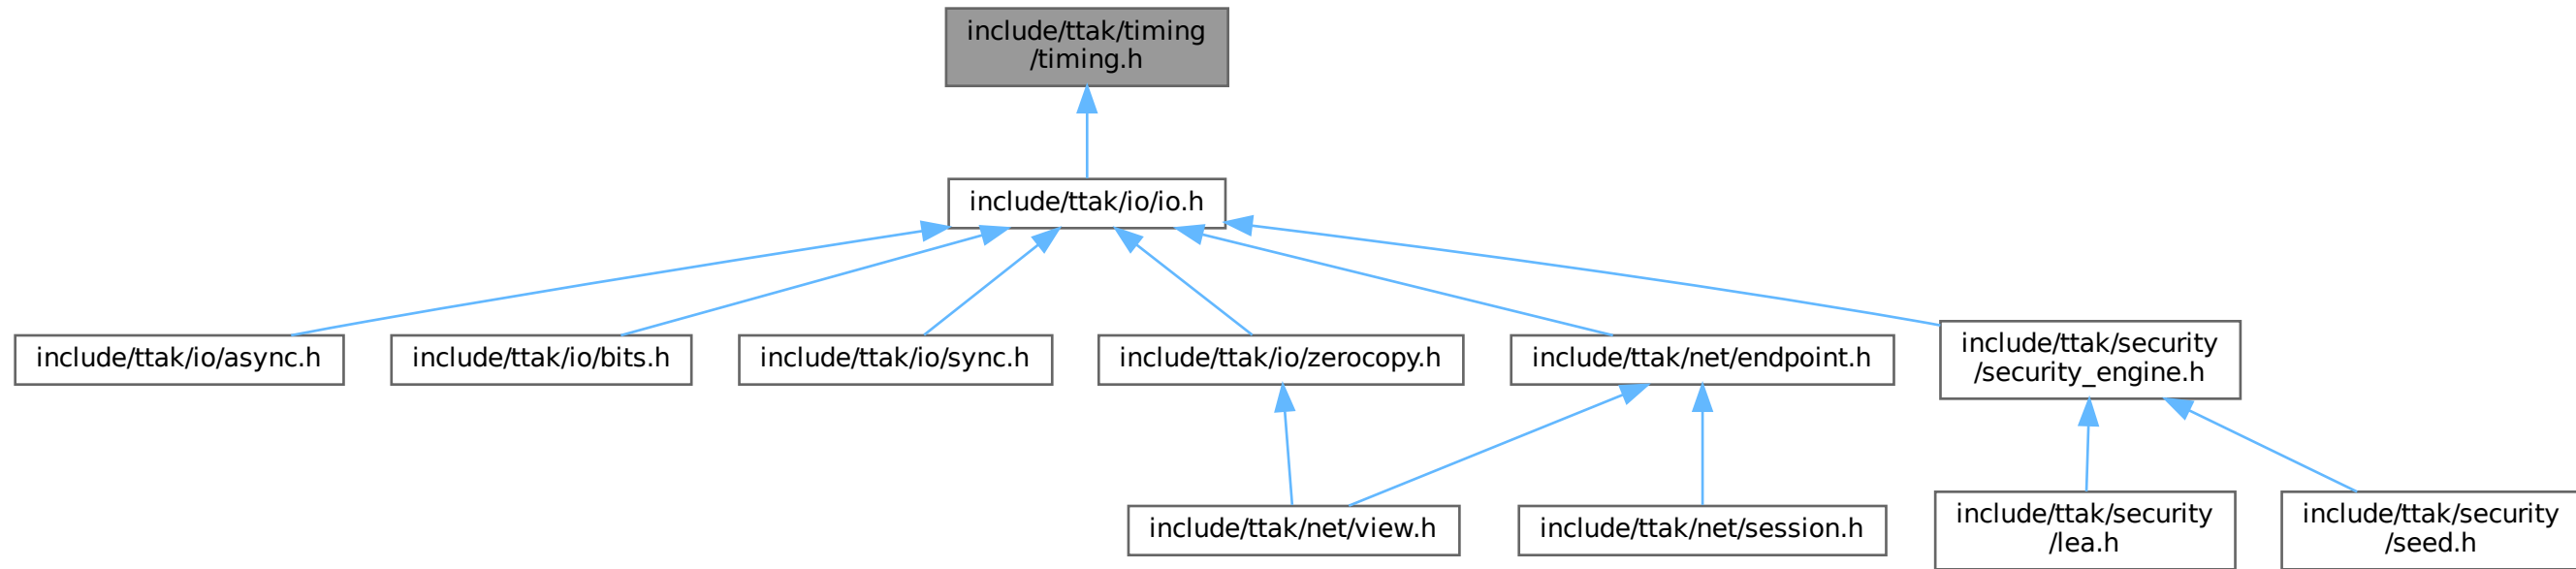 include/ttak/timing
/timing.h
include/ttak/io/io.h
include/ttak/io/async.h
include/ttak/io/bits.h
include/ttak/io/sync.h
include/ttak/io/zerocopy.h
include/ttak/net/endpoint.h
include/ttak/security
/security_engine.h
include/ttak/net/view.h
include/ttak/net/session.h
include/ttak/security
/lea.h
include/ttak/security
/seed.h